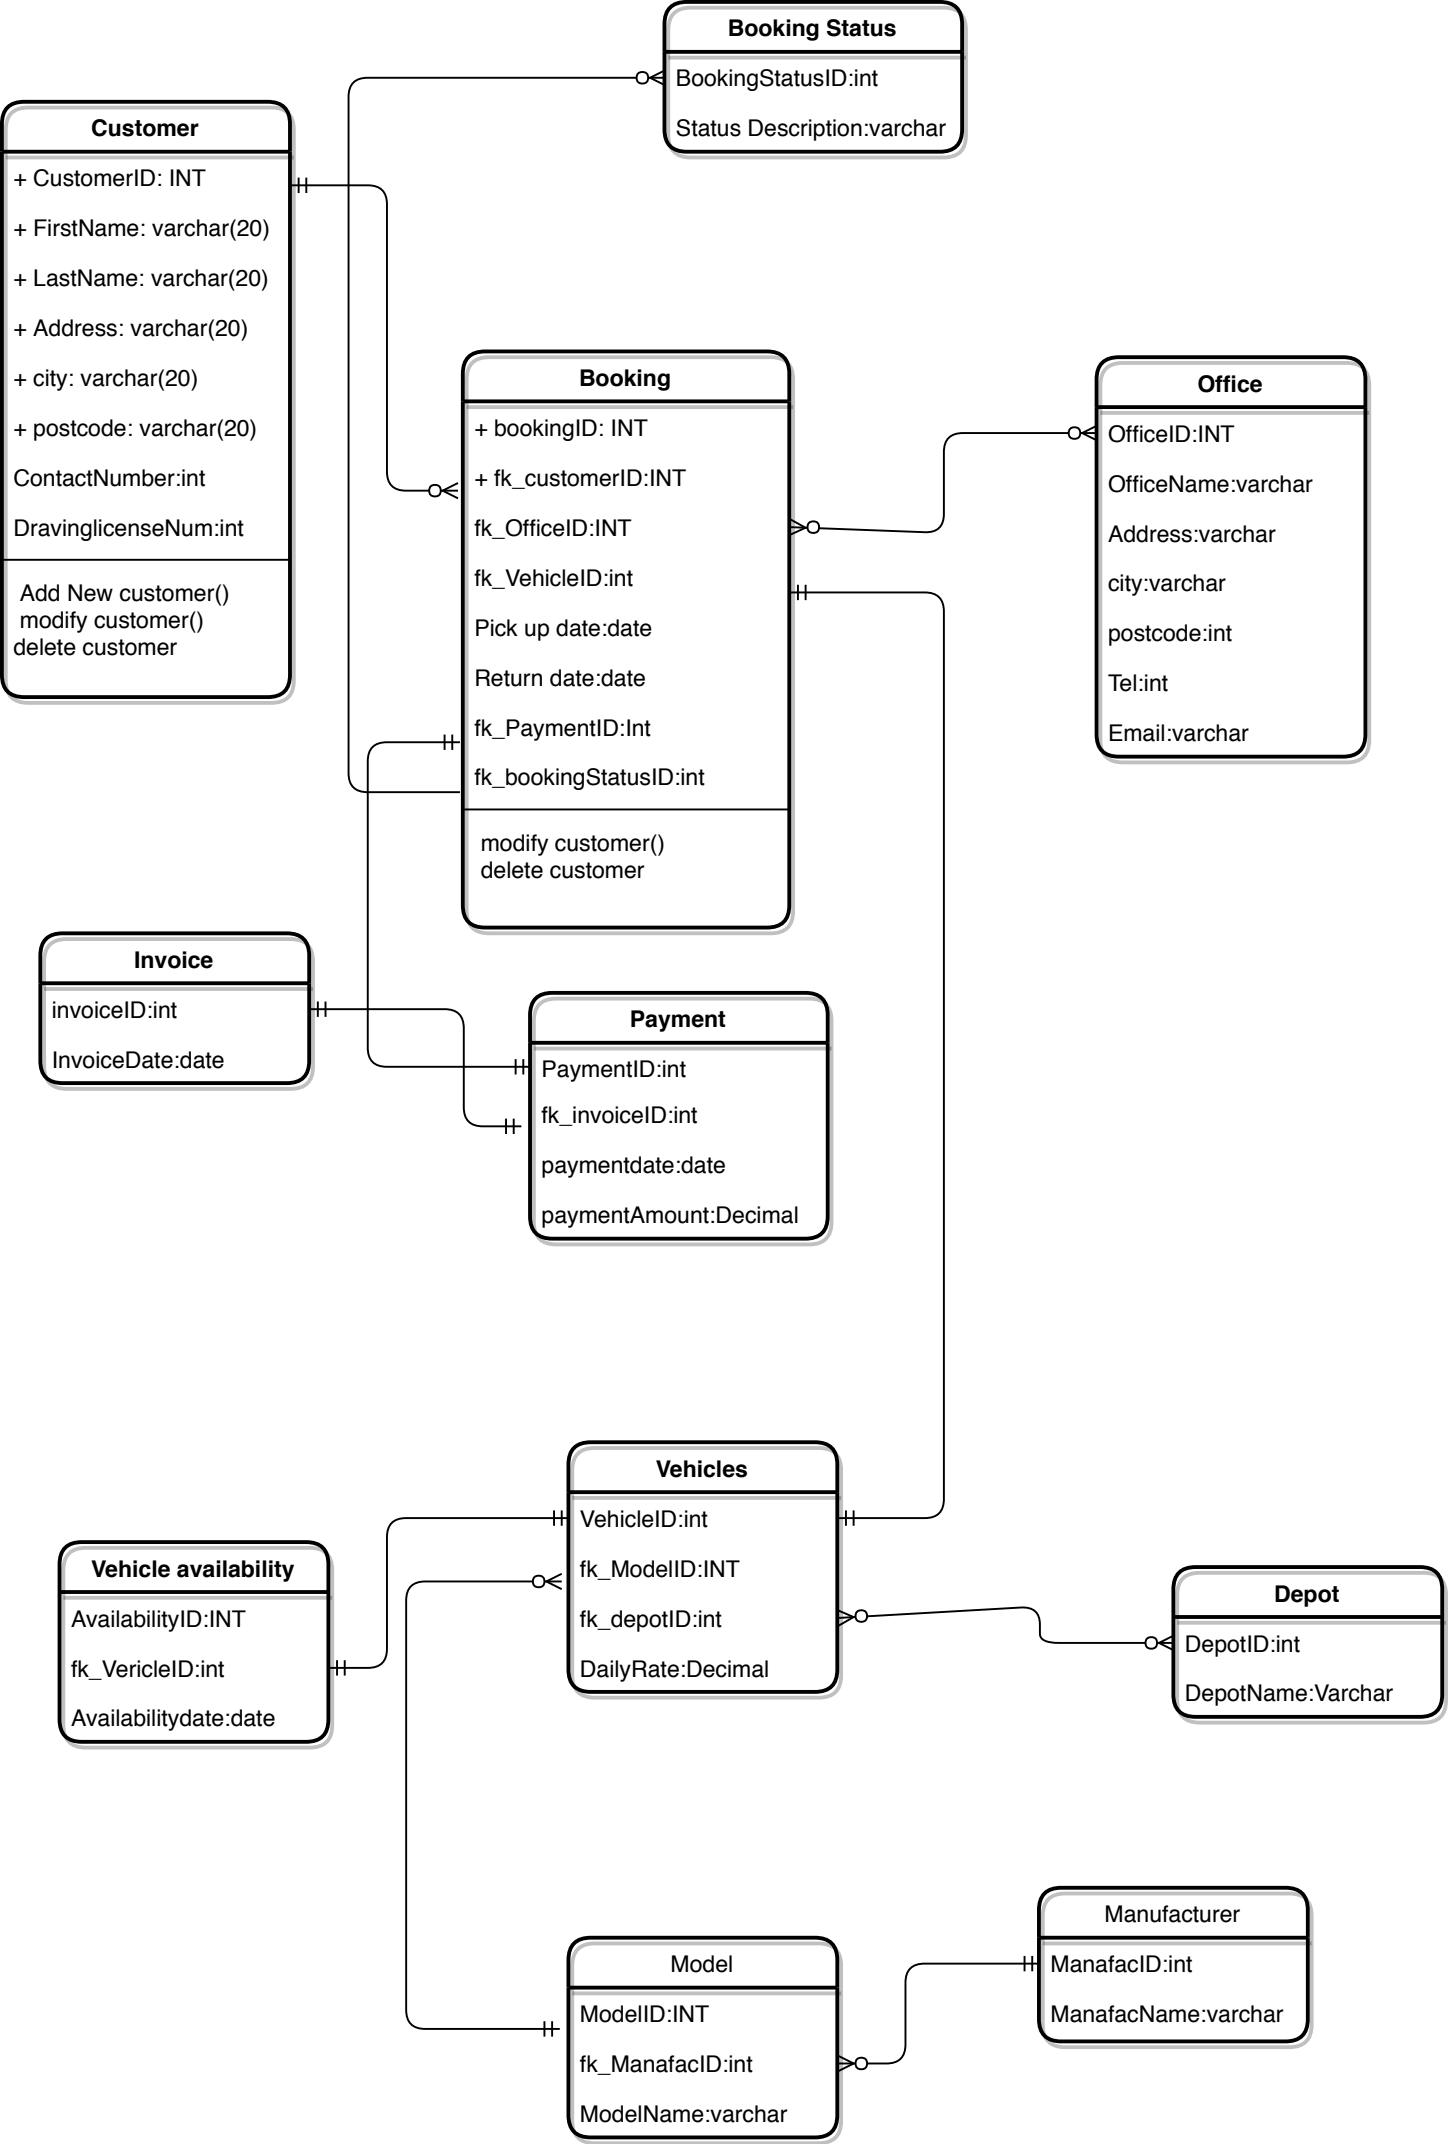 Booking Status
BookingStatusID:int
Status Description:varchar
Customer
+ CustomerID: INT
+ FirstName: varchar(20)
+ LastName: varchar(20)
+ Address: varchar(20)
+ city: varchar(20)
+ postcode: varchar(20)
ContactNumber:int
DravinglicenseNum:int
Add New customer()
modify customer()
delete customer
Booking
+ bookingID: INT
+ fk_customerID:INT
fk_OfficeID:INT
fk_VehicleID:int
Pick up date:date
Return date:date
fk_PaymentID:Int
fk_bookingStatusID:int
modify customer()
delete customer
Office
OfficeID:INT
OfficeName:varchar
Address:varchar
city:varchar
postcode:int
Tel:int
Email:varchar
Invoice
invoiceID:int
InvoiceDate:date
Payment
PaymentID:int
fk_invoiceID:int
paymentdate:date
paymentAmount:Decimal
Vehicles
VehicleID:int
fk_ModelID:INT
fk_depotID:int
DailyRate:Decimal
Vehicle availability
AvailabilityID:INT
fk_VericleID:int
Availabilitydate:date
Depot
DepotID:int
DepotName:Varchar
Manufacturer
ManafacID:int
ManafacName:varchar
Model
ModelID:INT
fk_ManafacID:int
ModelName:varchar